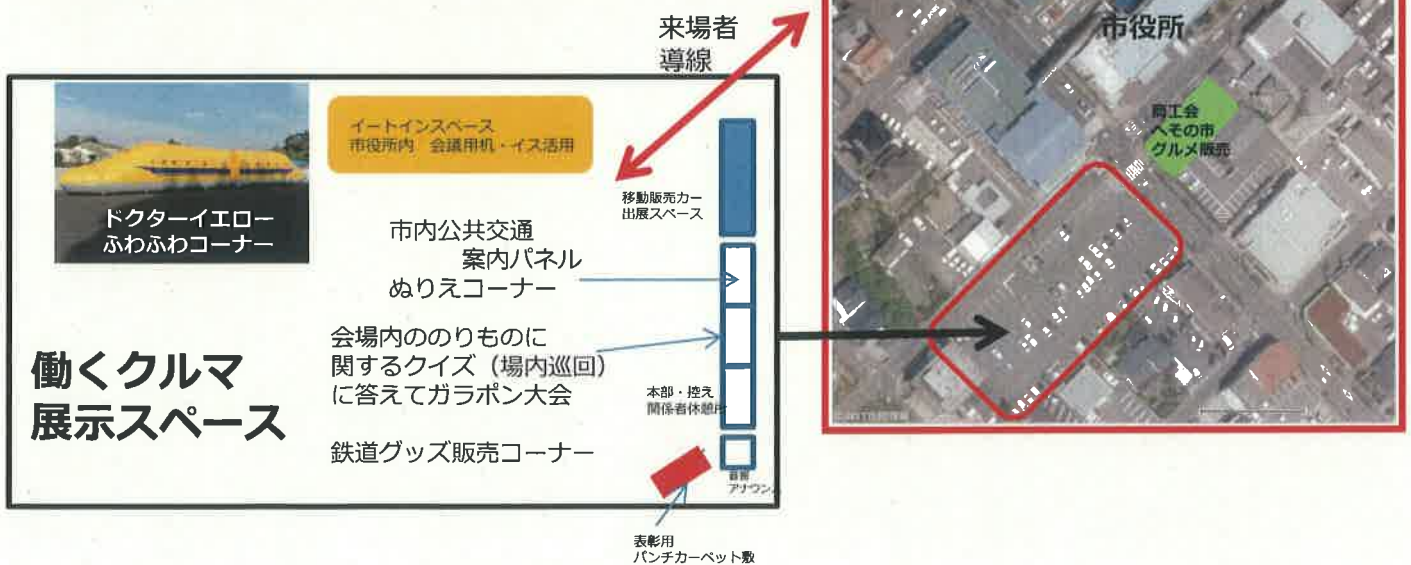 来場者
導線
市役所
商工会
へその市
グルメ販売
イートインスペース
市役所内 会議用机・イス活用
ドクターイエロー
ふわふわコーナー
移動販売カー
出展スペース
市内公共交通
案内パネル
ぬりえコーナー
会場内ののりものに
関するクイズ（場内巡回）
に答えてガラポン大会
働くクルマ
展示スペース
本部・控え
関係者休憩所
鉄道グッズ販売コーナー
アナウン
表彰用
パンチカーペット敷